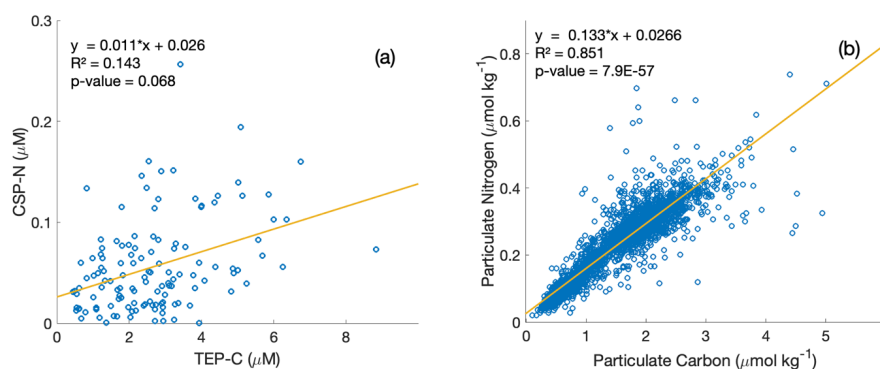 0.3
0.2
0.1
0
0 2 4 6 8
CSP-N (μM)
TEP-C (μM)
y = 0.011*x + 0.026
R² = 0.143
p-value = 0.068
(a)
0.8
0.6
0.4
0.2
0
0 1 2 3 4 5
Particulate Nitrogen (μmol kg⁻¹)
Particulate Carbon (μmol kg⁻¹)
y = 0.133*x + 0.0266
R² = 0.851
p-value = 7.9E-57
(b)